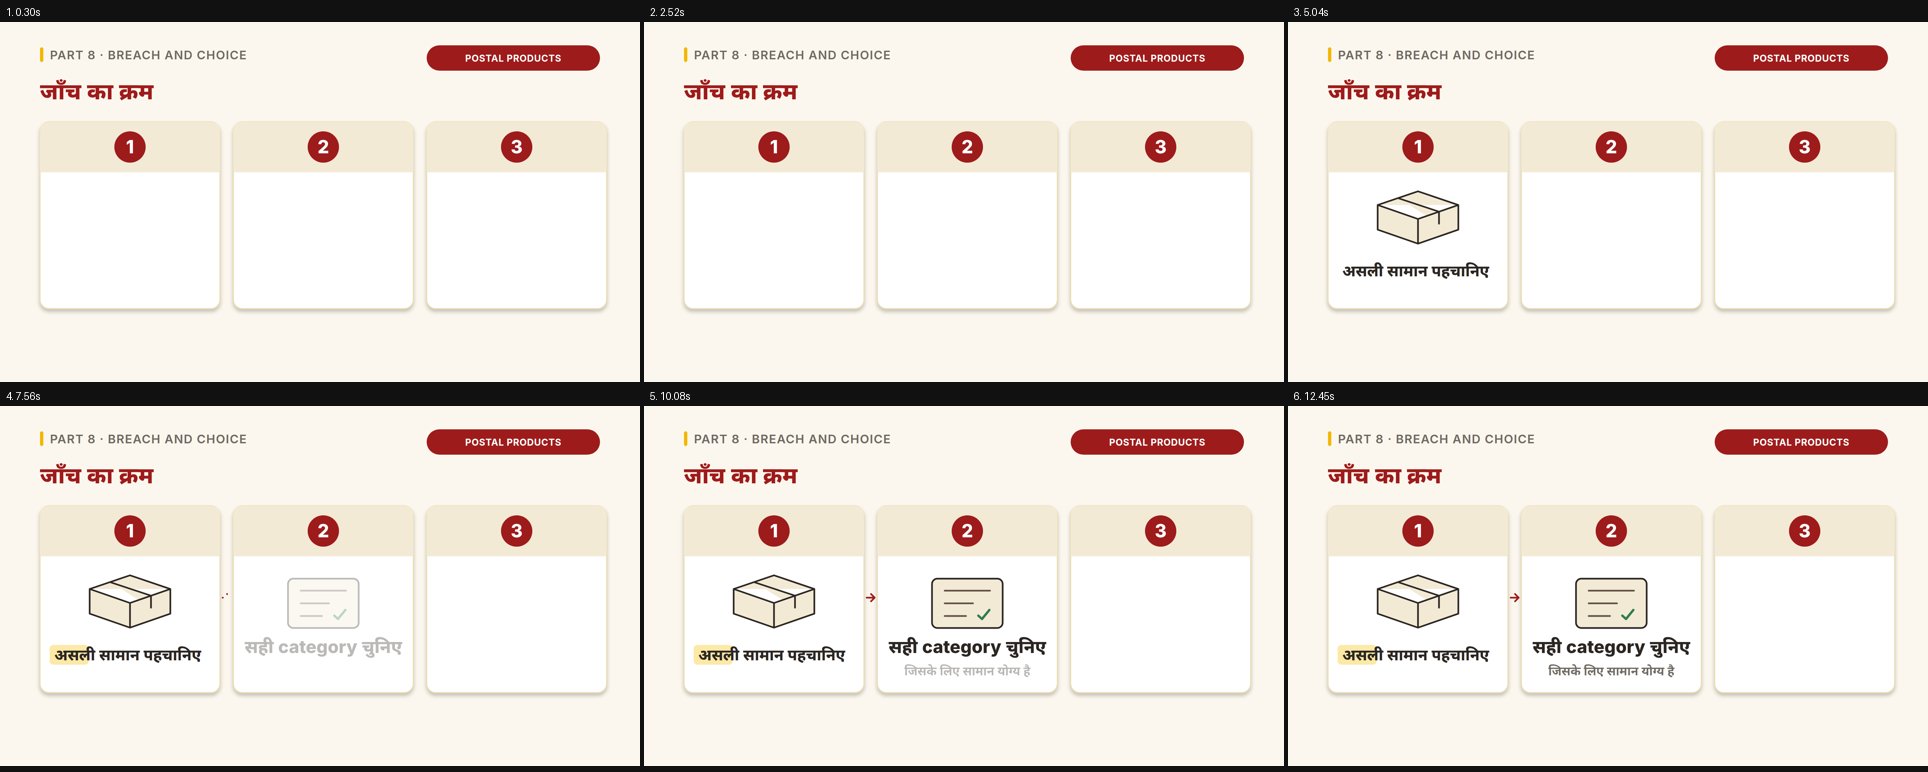 1. 0.30s
PART 8 · BREACH AND CHOICE
POSTAL PRODUCTS
जाँच का क्रम
1
2
3
2. 2.52s
PART 8 · BREACH AND CHOICE
POSTAL PRODUCTS
जाँच का क्रम
1
2
3
3. 5.04s
PART 8 · BREACH AND CHOICE
POSTAL PRODUCTS
जाँच का क्रम
1
2
3
असली सामान पहचानिए
4. 7.56s
PART 8 · BREACH AND CHOICE
POSTAL PRODUCTS
जाँच का क्रम
1
2
3
असली सामान पहचानिए
सही category चुनिए
5. 10.08s
PART 8 · BREACH AND CHOICE
POSTAL PRODUCTS
जाँच का क्रम
1
2
3
असली सामान पहचानिए
सही category चुनिए
जिसके लिए सामान योग्य है
6. 12.45s
PART 8 · BREACH AND CHOICE
POSTAL PRODUCTS
जाँच का क्रम
1
2
3
असली सामान पहचानिए
सही category चुनिए
जिसके लिए सामान योग्य है